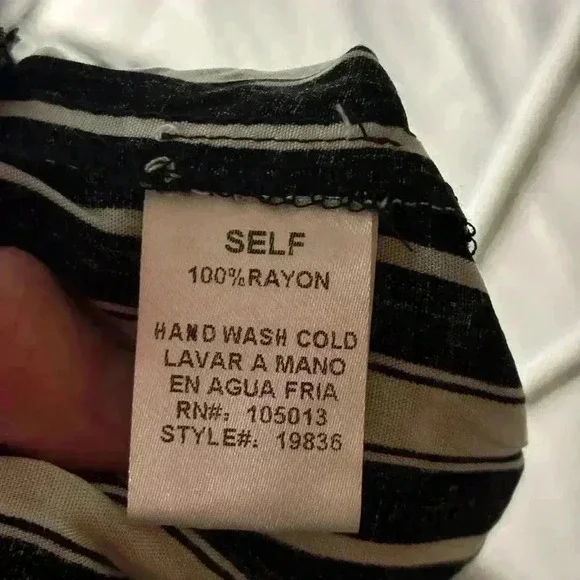 SELF
100%RAYON
HAND WASH COLD
LAVAR A MANO
EN AGUA FRIA
RN#: 105013
STYLE#: 19836